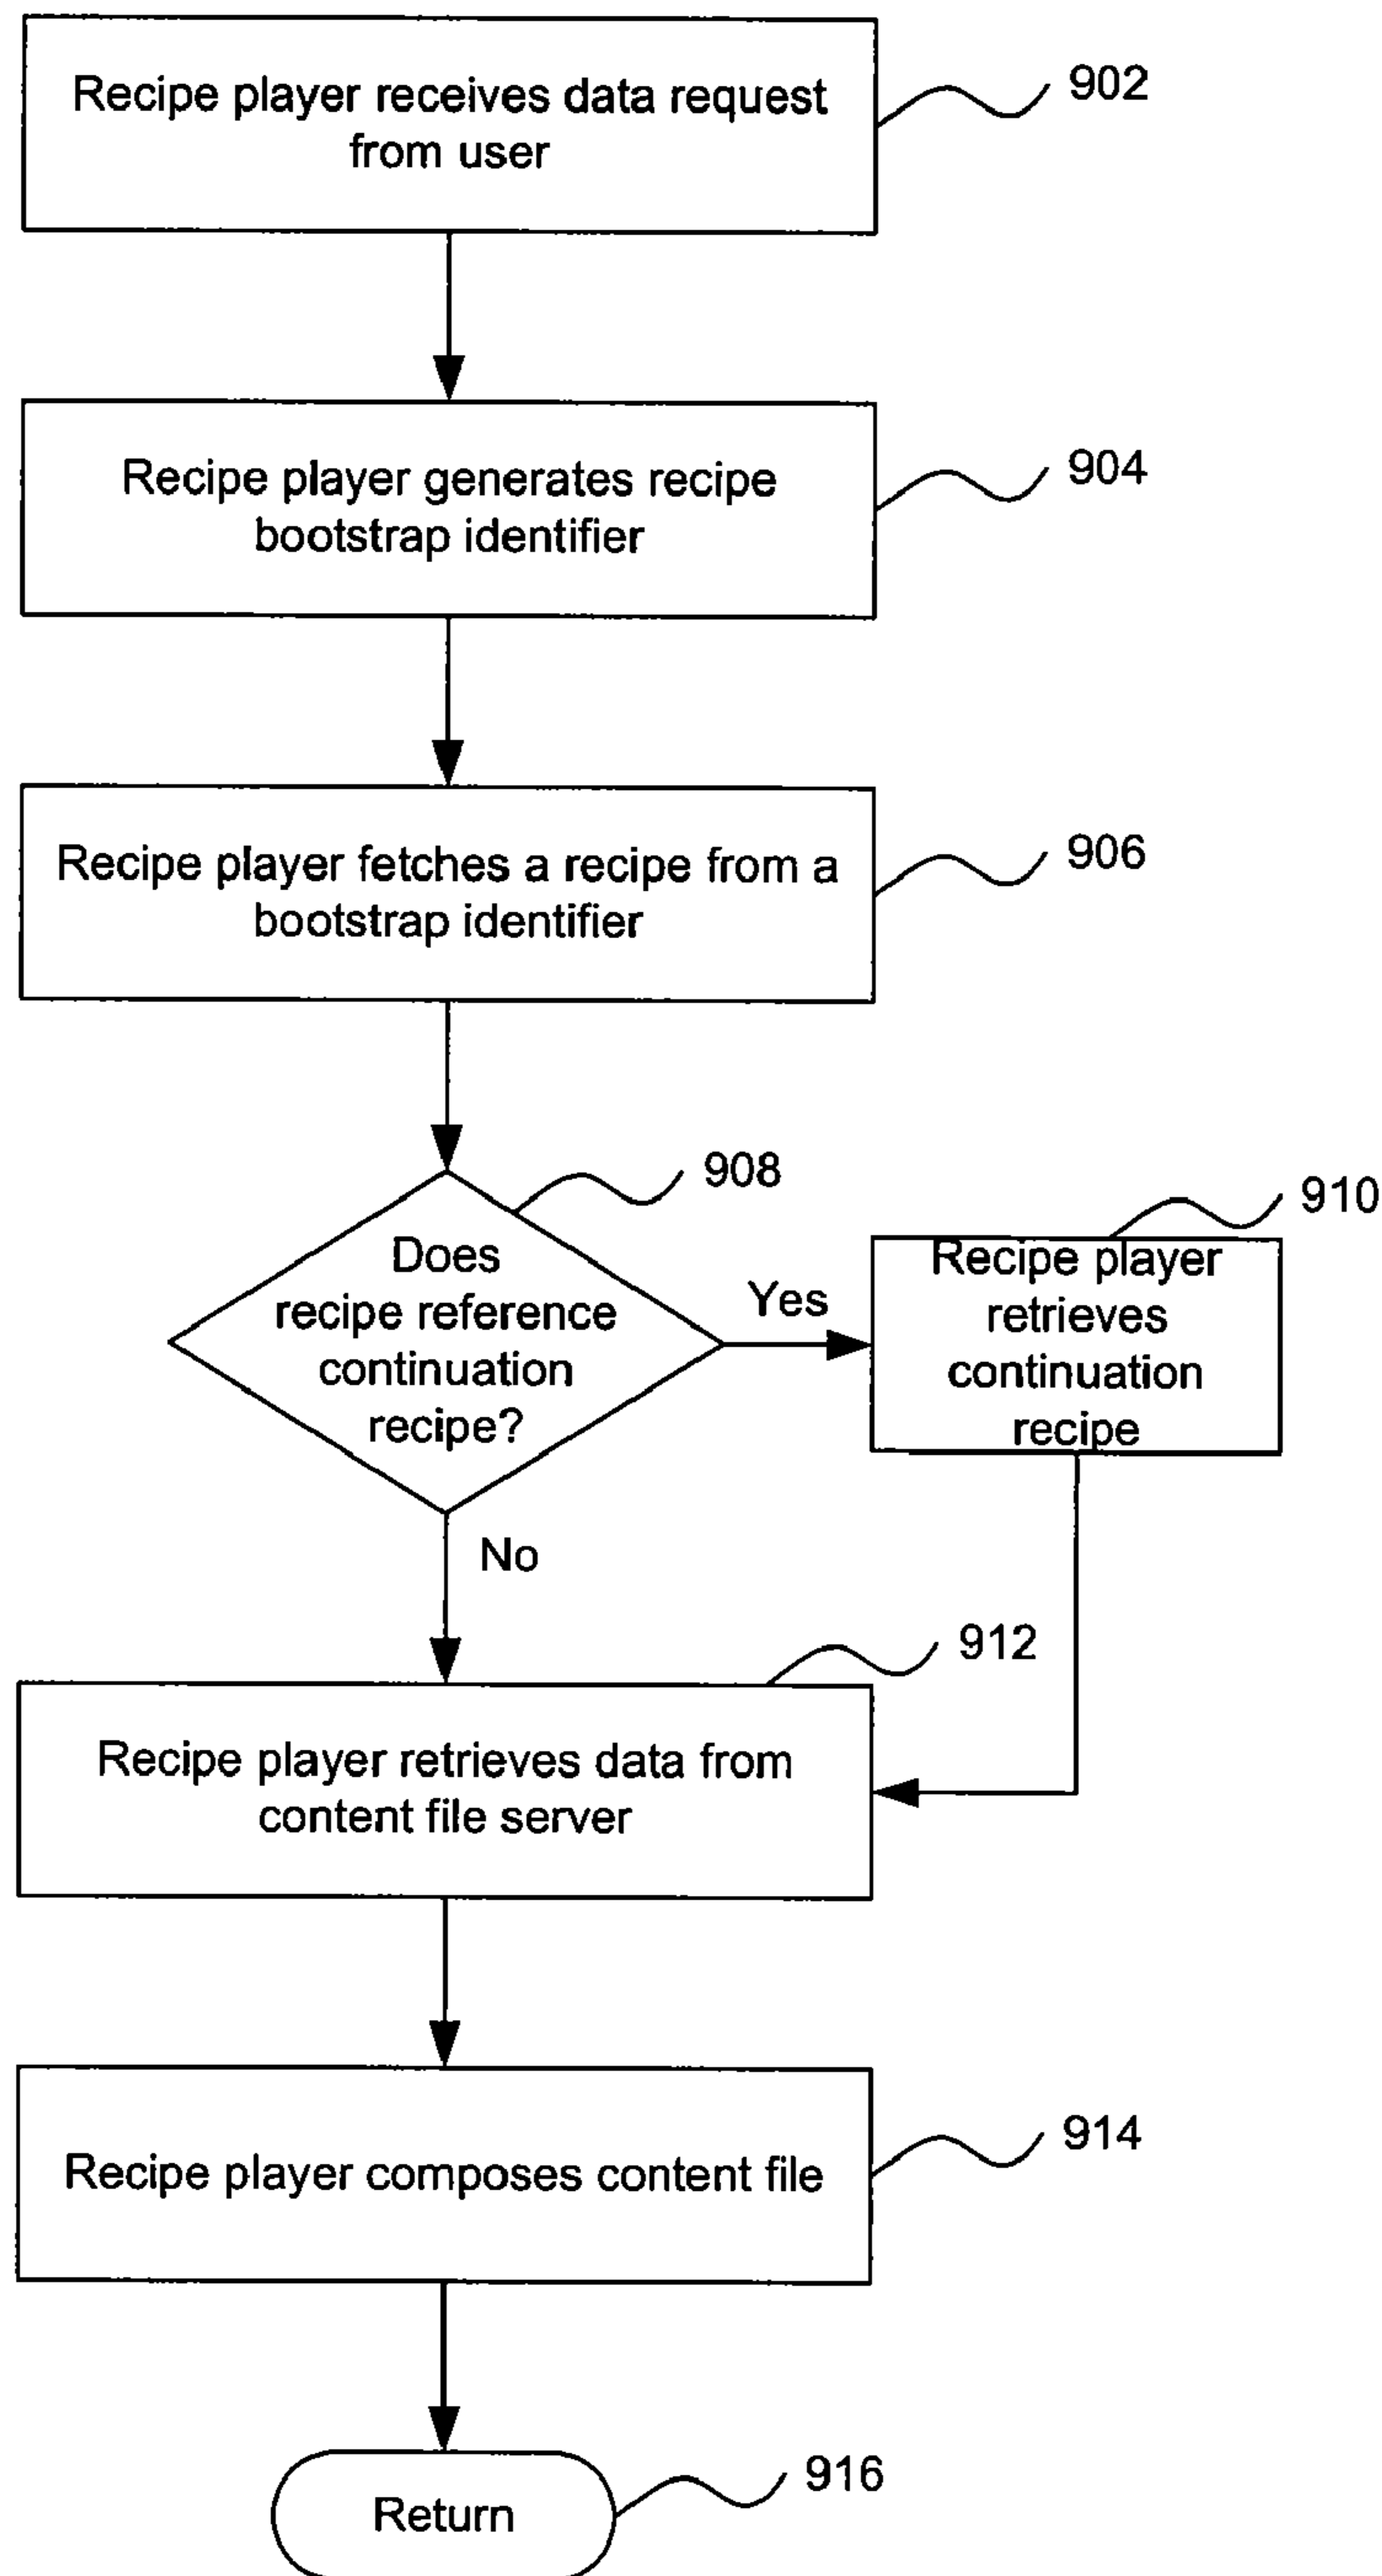 Recipe player receives data request
from user
902
Recipe player generates recipe
bootstrap identifier
904
Recipe player fetches a recipe from a
bootstrap identifier
906
908
Does
recipe reference
continuation
recipe?
Yes
910
Recipe player
retrieves
continuation
recipe
No
912
Recipe player retrieves data from
content file server
Recipe player composes content file
914
Return
916